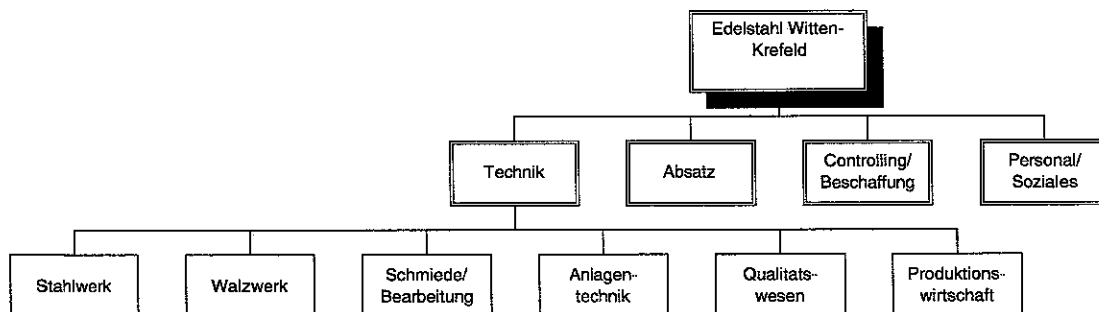 Edelstahl Witten-
Krefeld
Technik
Absatz
Controlling/
Beschaffung
Personal/
Soziales
Stahlwerk
Walzwerk
Schmiede/
Bearbeitung
Anlagen-
technik
Qualitats-
wesen
Produktions-
wirtschaft